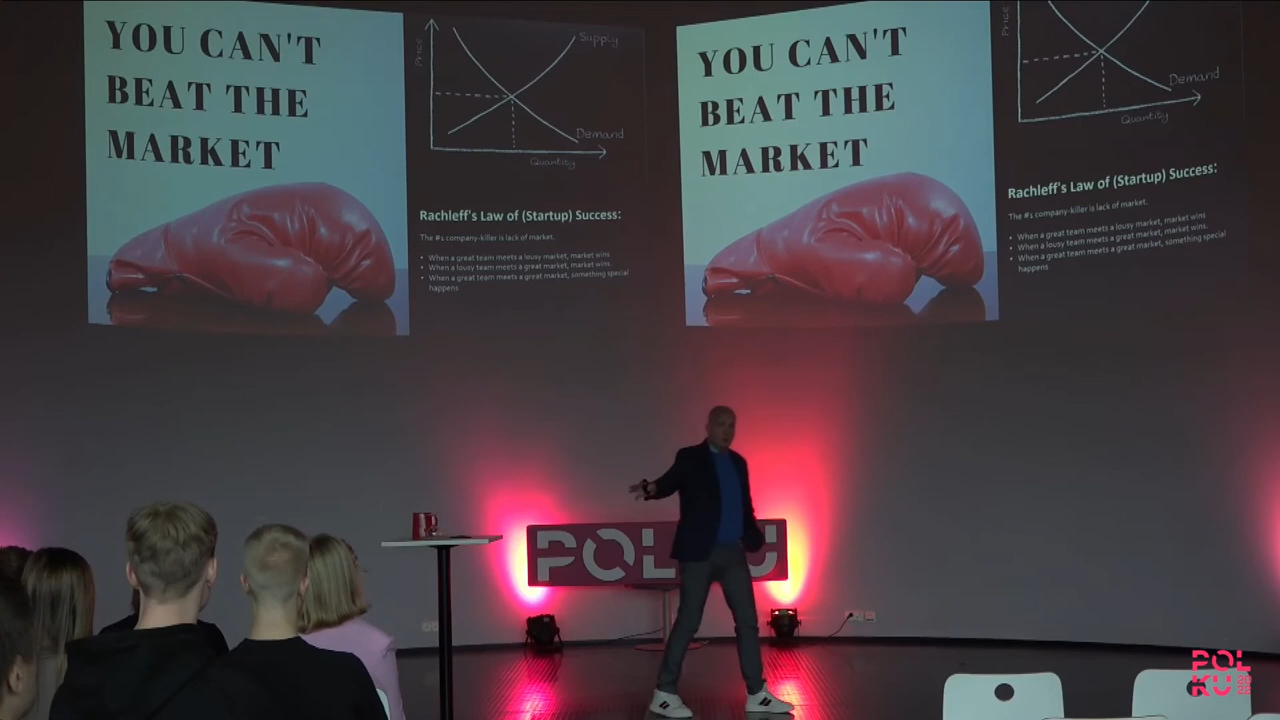 YOU CAN'T
BEAT THE
MARKET
Price
Supply
Demand
Quantity
Rachleff's Law of (Startup) Success:
The #1 company-killer is lack of market.
• When a great team meets a lousy market, market wins
• When a lousy team meets a great market, market wins.
• When a great team meets a great market, something special
happens
YOU CAN'T
BEAT THE
MARKET
Price
Demand
Quantity
Rachleff's Law of (Startup) Success:
The #1 company-killer is lack of market.
• When a great team meets a lousy market, market wins
• When a lousy team meets a great market, market wins.
• When a great team meets a great market, something special
happens
POL U
POL
KU